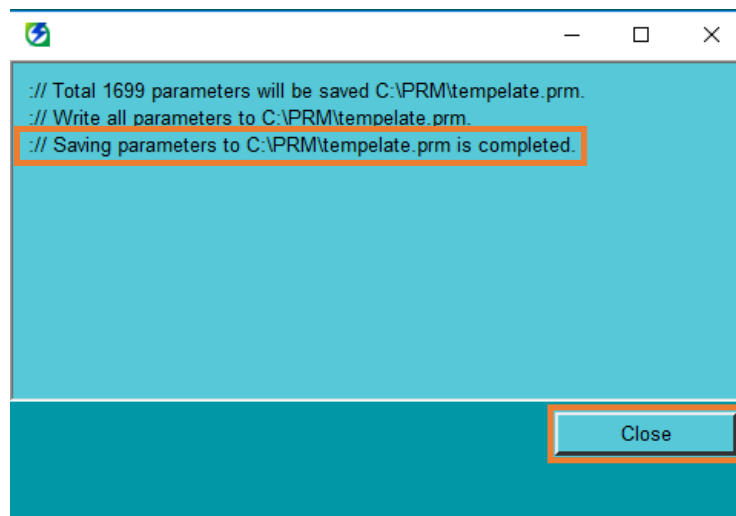 :// Total 1699 parameters will be saved C:\PRM\tempelate.prm.
:// Write all parameters to C:\PRM\tempelate.prm.
:// Saving parameters to C:\PRM\tempelate.prm is completed.
Close